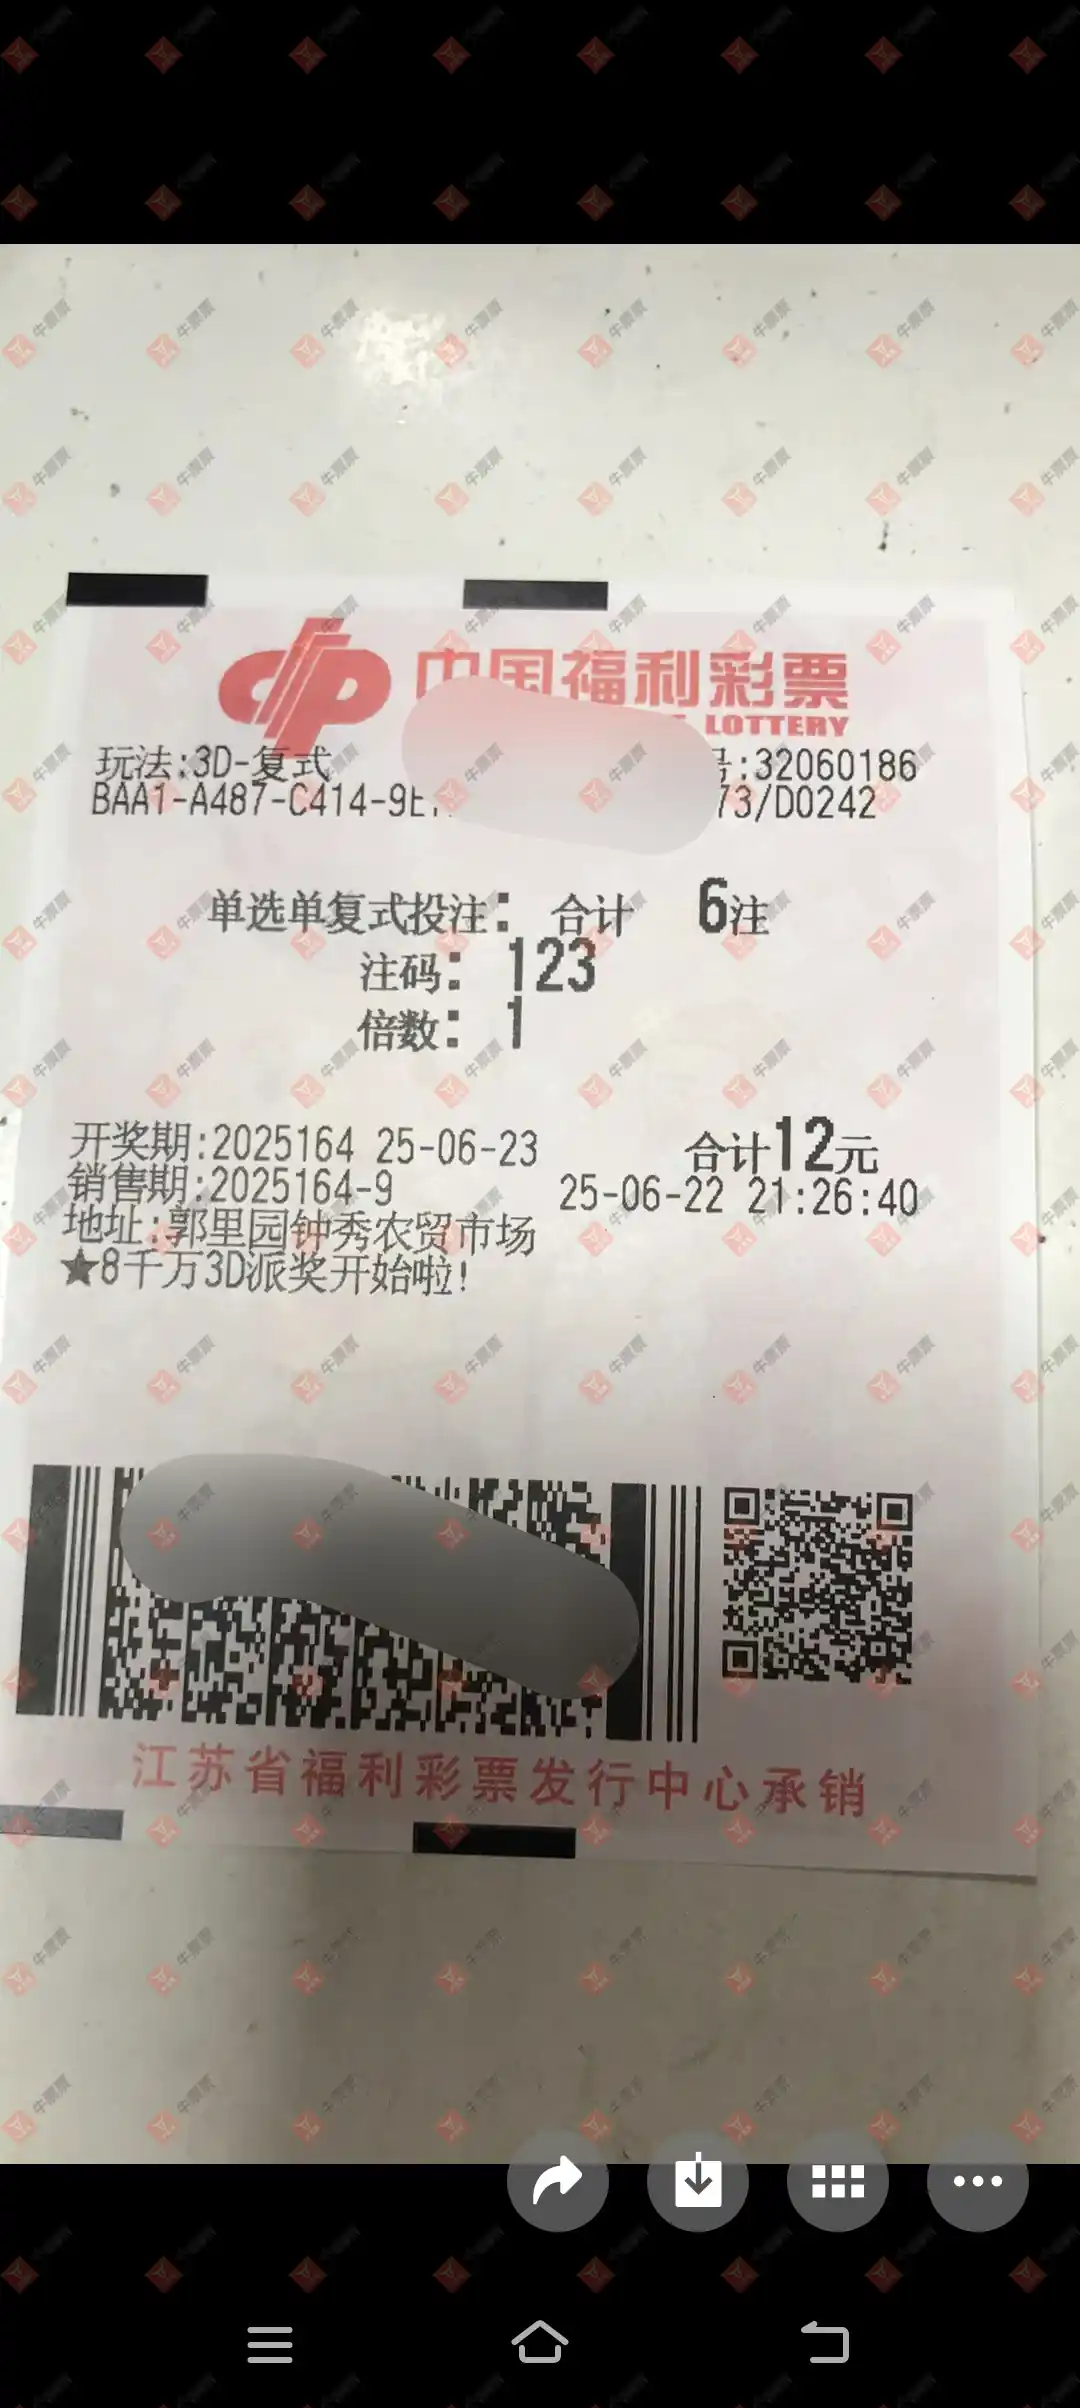 中国福利彩票
LOTTERY
玩法:3D-复式
号:32060186
BAA1-A487-C414-9E
73/D0242
单选单复式投注: 合计 6注
注码: 123
倍数: 1
开奖期:2025164 25-06-23 合计12元
销售期:2025164-9 25-06-22 21:26:40
地址:郭里园钟秀农贸市场
★8千万3D派奖开始啦!
江苏省福利彩票发行中心承销
牛票票